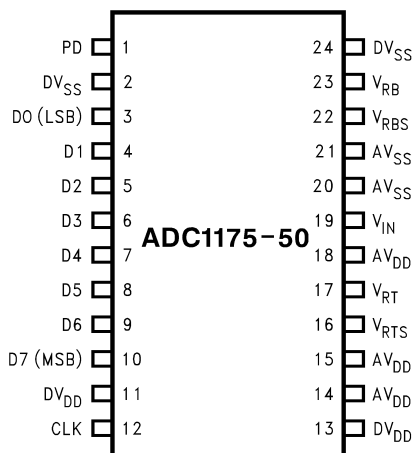 PD 1 24 DVSS
DVSS 2 23 VRB
D0 (LSB) 3 22 VRBS
D1 4 21 AVSS
D2 5 20 AVSS
D3 6 19 VIN
ADC1175-50
D4 7 18 AVDD
D5 8 17 VRT
D6 9 16 VRTS
D7 (MSB) 10 15 AVDD
DVDD 11 14 AVDD
CLK 12 13 DVDD